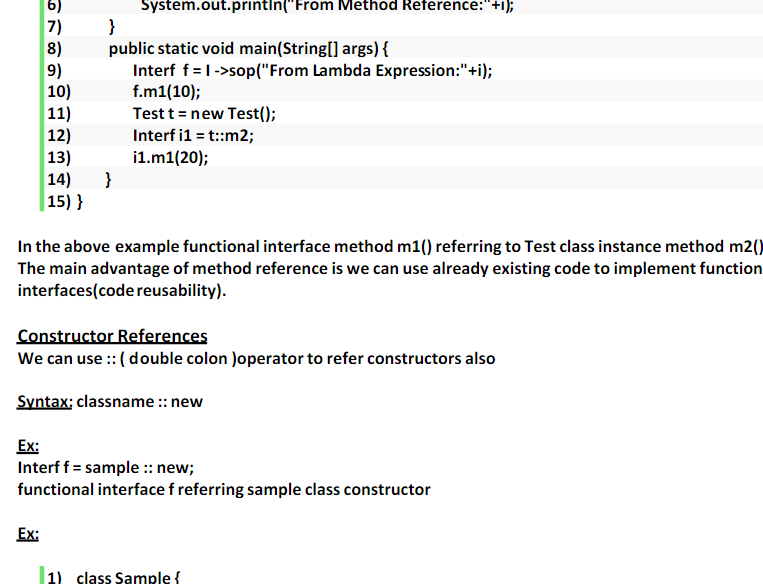 6) System.out.println("From Method Reference:"+i);
7) }
8) public static void main(String[] args) {
9) Interf f = I ->sop("From Lambda Expression:"+i);
10) f.m1(10);
11) Test t = new Test();
12) Interf i1 = t::m2;
13) i1.m1(20);
14) }
15) }
In the above example functional interface method m1() referring to Test class instance method m2()
The main advantage of method reference is we can use already existing code to implement function
interfaces(code reusability).
Constructor References
We can use :: ( double colon )operator to refer constructors also
Syntax: classname :: new
Ex:
Interf f = sample :: new;
functional interface f referring sample class constructor
Ex:
1) class Sample {